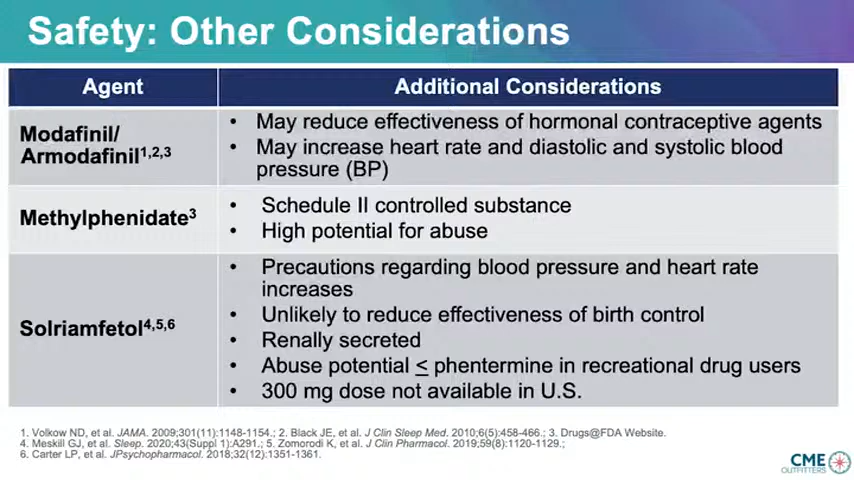 Safety: Other Considerations
Agent
Additional Considerations
Modafinil/
Armodafinil1,2,3
• May reduce effectiveness of hormonal contraceptive agents
• May increase heart rate and diastolic and systolic blood
pressure (BP)
Methylphenidate3
• Schedule II controlled substance
• High potential for abuse
Solriamfetol4,5,6
• Precautions regarding blood pressure and heart rate
increases
• Unlikely to reduce effectiveness of birth control
• Renally secreted
• Abuse potential < phentermine in recreational drug users
• 300 mg dose not available in U.S.
1. Volkow ND, et al. JAMA. 2009;301(11):1148-1154.; 2. Black JE, et al. J Clin Sleep Med. 2010;6(5):458-466.; 3. Drugs@FDA Website.
4. Meskill GJ, et al. Sleep. 2020;43(Suppl 1):A291.; 5. Zomorodi K, et al. J Clin Pharmacol. 2019;59(8):1120-1129.;
6. Carter LP, et al. JPsychopharmacol. 2018;32(12):1351-1361.
CME
OUTFITTERS